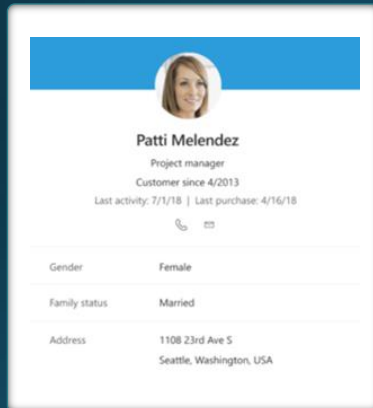 Patti Melendez
Project manager
Customer since 4/2013
Last activity: 7/1/18 | Last purchase: 4/16/18
Gender Female
Family status Married
Address 1108 23rd Ave S
Seattle, Washington, USA